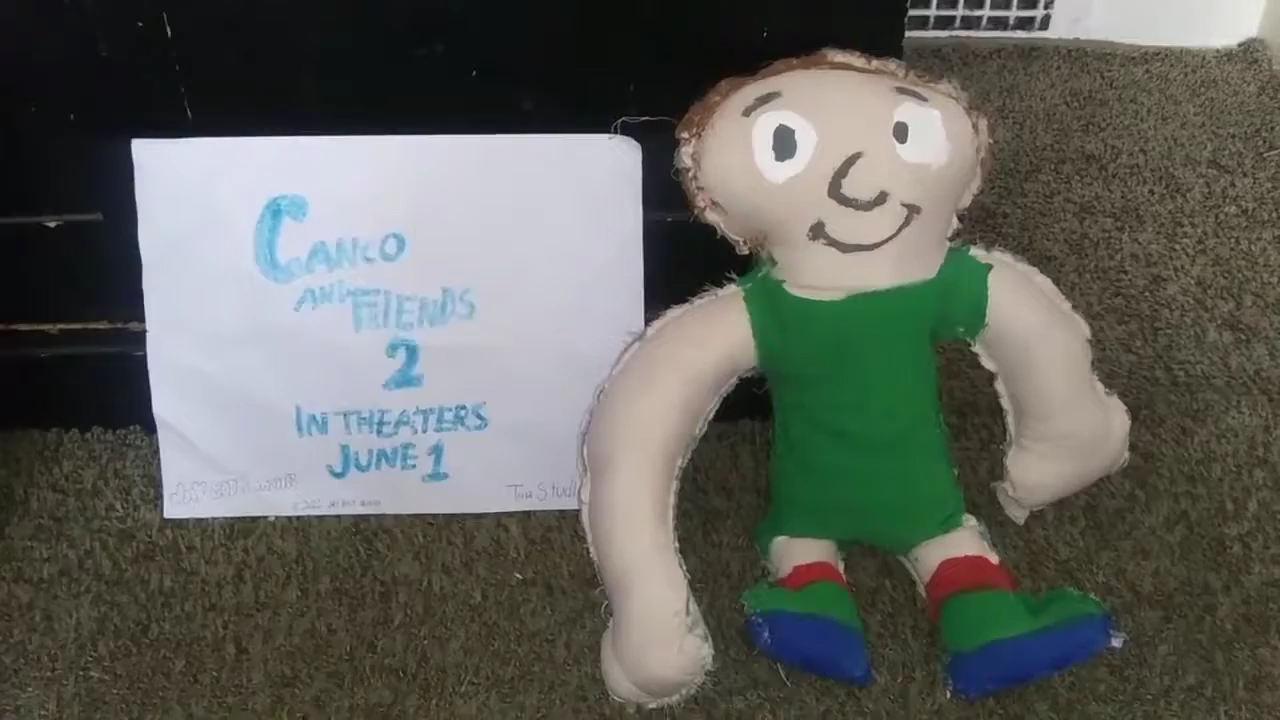 CANCO
AND FRIENDS
2
IN THEATERS
JUNE 1